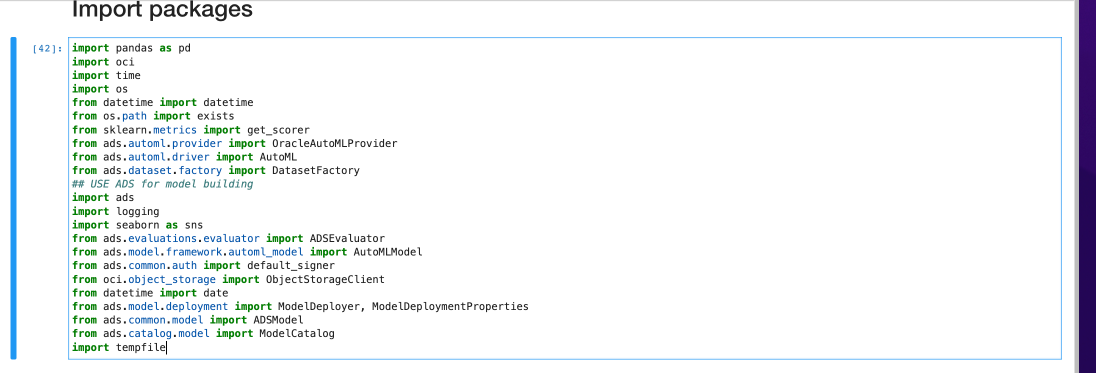 Import packages
[42]:
import pandas as pd
import oci
import time
import os
from datetime import datetime
from os.path import exists
from sklearn.metrics import get_scorer
from ads.automl.provider import OracleAutoMLProvider
from ads.automl.driver import AutoML
from ads.dataset.factory import DatasetFactory
## USE ADS for model building
import ads
import logging
import seaborn as sns
from ads.evaluations.evaluator import ADSEvaluator
from ads.model.framework.automl_model import AutoMLModel
from ads.common.auth import default_signer
from oci.object_storage import ObjectStorageClient
from datetime import date
from ads.model.deployment import ModelDeployer, ModelDeploymentProperties
from ads.common.model import ADSModel
from ads.catalog.model import ModelCatalog
import tempfile